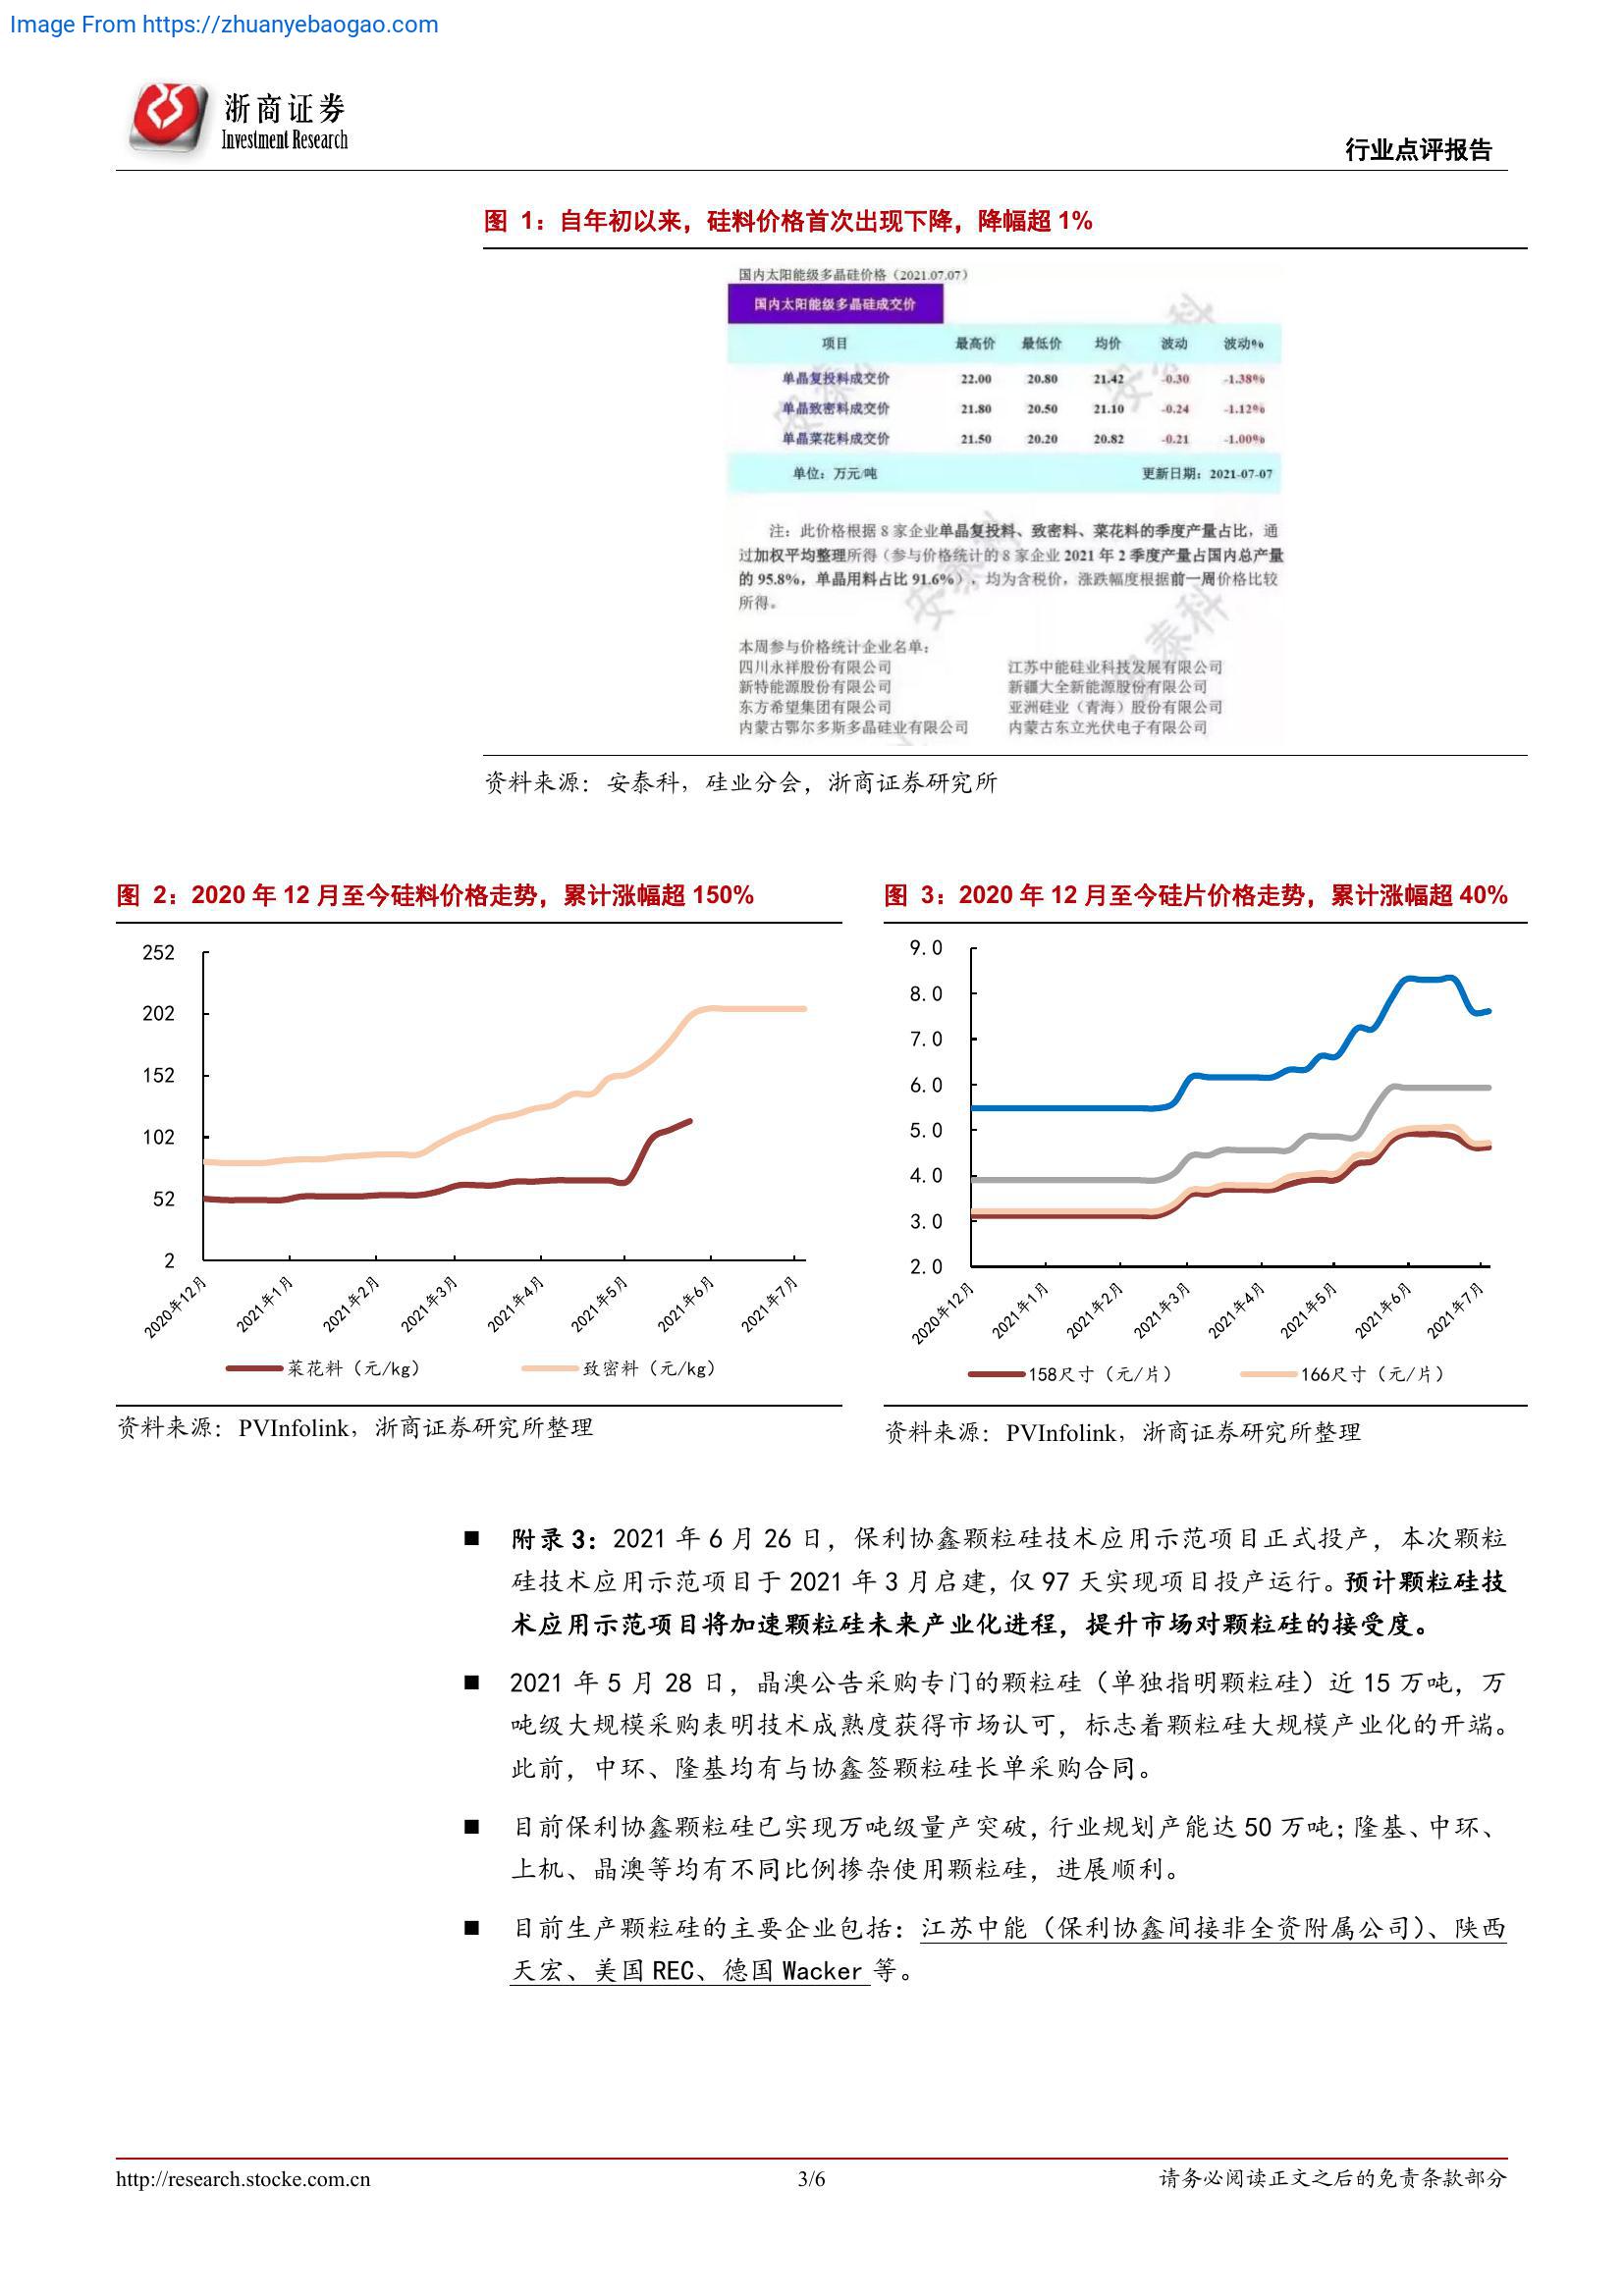 Image From https://zhuanyebaogao.com
浙商证券
Investment Research
行业点评报告
图 1：自年初以来，硅料价格首次出现下降，降幅超 1%
国内太阳能级多晶硅价格（2021.07.07）
国内太阳能级多晶硅成交价
项目 最高价 最低价 均价 波动 波动%
单晶复投料成交价 22.00 20.80 21.42 -0.30 -1.38%
单晶致密料成交价 21.80 20.50 21.10 -0.24 -1.12%
单晶菜花料成交价 21.50 20.20 20.82 -0.21 -1.00%
单位：万元/吨 更新日期：2021-07-07
注：此价格根据 8 家企业单晶复投料、致密料、菜花料的季度产量占比，通
过加权平均整理所得（参与价格统计的 8 家企业 2021 年 2 季度产量占国内总产量
的 95.8%，单晶用料占比 91.6%），均为含税价，涨跌幅度根据前一周价格比较
所得。
本周参与价格统计企业名单：
四川永祥股份有限公司 江苏中能硅业科技发展有限公司
新特能源股份有限公司 新疆大全新能源股份有限公司
东方希望集团有限公司 亚洲硅业（青海）股份有限公司
内蒙古鄂尔多斯多晶硅业有限公司 内蒙古东立光伏电子有限公司
安泰科
资料来源：安泰科，硅业分会，浙商证券研究所
图 2：2020 年 12 月至今硅料价格走势，累计涨幅超 150%
252
202
152
102
52
2
2020年12月 2021年1月 2021年2月 2021年3月 2021年4月 2021年5月 2021年6月 2021年7月
菜花料（元/kg） 致密料（元/kg）
资料来源：PVInfolink，浙商证券研究所整理
图 3：2020 年 12 月至今硅片价格走势，累计涨幅超 40%
9.0
8.0
7.0
6.0
5.0
4.0
3.0
2.0
2020年12月 2021年1月 2021年2月 2021年3月 2021年4月 2021年5月 2021年6月 2021年7月
158尺寸（元/片） 166尺寸（元/片）
资料来源：PVInfolink，浙商证券研究所整理
■ 附录 3：2021 年 6 月 26 日，保利协鑫颗粒硅技术应用示范项目正式投产，本次颗粒
硅技术应用示范项目于 2021 年 3 月启建，仅 97 天实现项目投产运行。预计颗粒硅技
术应用示范项目将加速颗粒硅未来产业化进程，提升市场对颗粒硅的接受度。
■ 2021 年 5 月 28 日，晶澳公告采购专门的颗粒硅（单独指明颗粒硅）近 15 万吨，万
吨级大规模采购表明技术成熟度获得市场认可，标志着颗粒硅大规模产业化的开端。
此前，中环、隆基均有与协鑫签颗粒硅长单采购合同。
■ 目前保利协鑫颗粒硅已实现万吨级量产突破，行业规划产能达 50 万吨；隆基、中环、
上机、晶澳等均有不同比例掺杂使用颗粒硅，进展顺利。
■ 目前生产颗粒硅的主要企业包括：江苏中能（保利协鑫间接非全资附属公司）、陕西
天宏、美国 REC、德国 Wacker 等。
http://research.stocke.com.cn 3/6 请务必阅读正文之后的免责条款部分